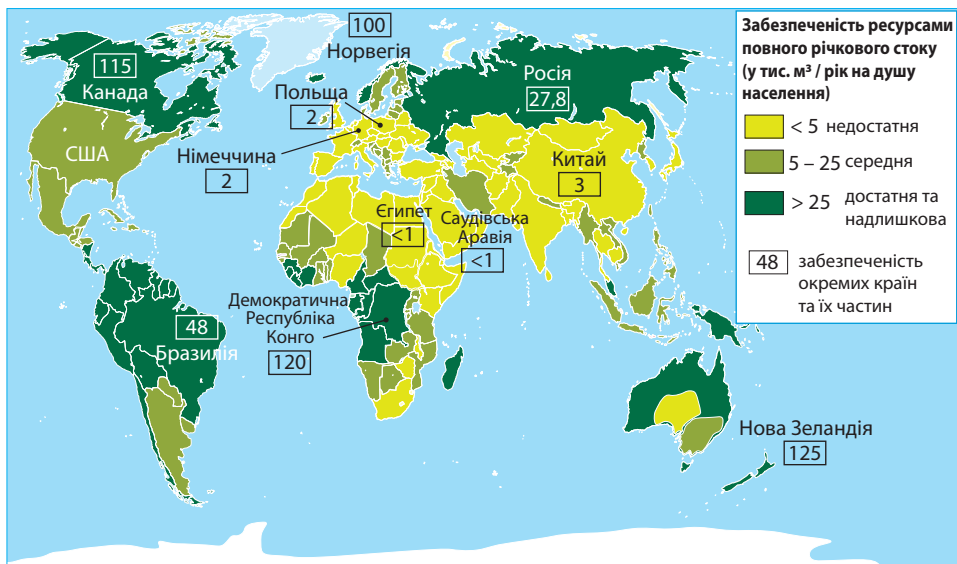 100
Норвегія
115
Канада
Росія
27,8
Польща
2
США
Німеччина
2
Китай
3
Єгипет
<1
Саудівська
Аравія
<1
48
Бразилія
Демократична
Республіка
Конго
120
Нова Зеландія
125
Забезпеченість ресурсами
повного річкового стоку
(у тис. м³ / рік на душу
населення)
< 5 недостатня
5 – 25 середня
> 25 достатня та
надлишкова
48 забезпеченість
окремих країн
та їх частин